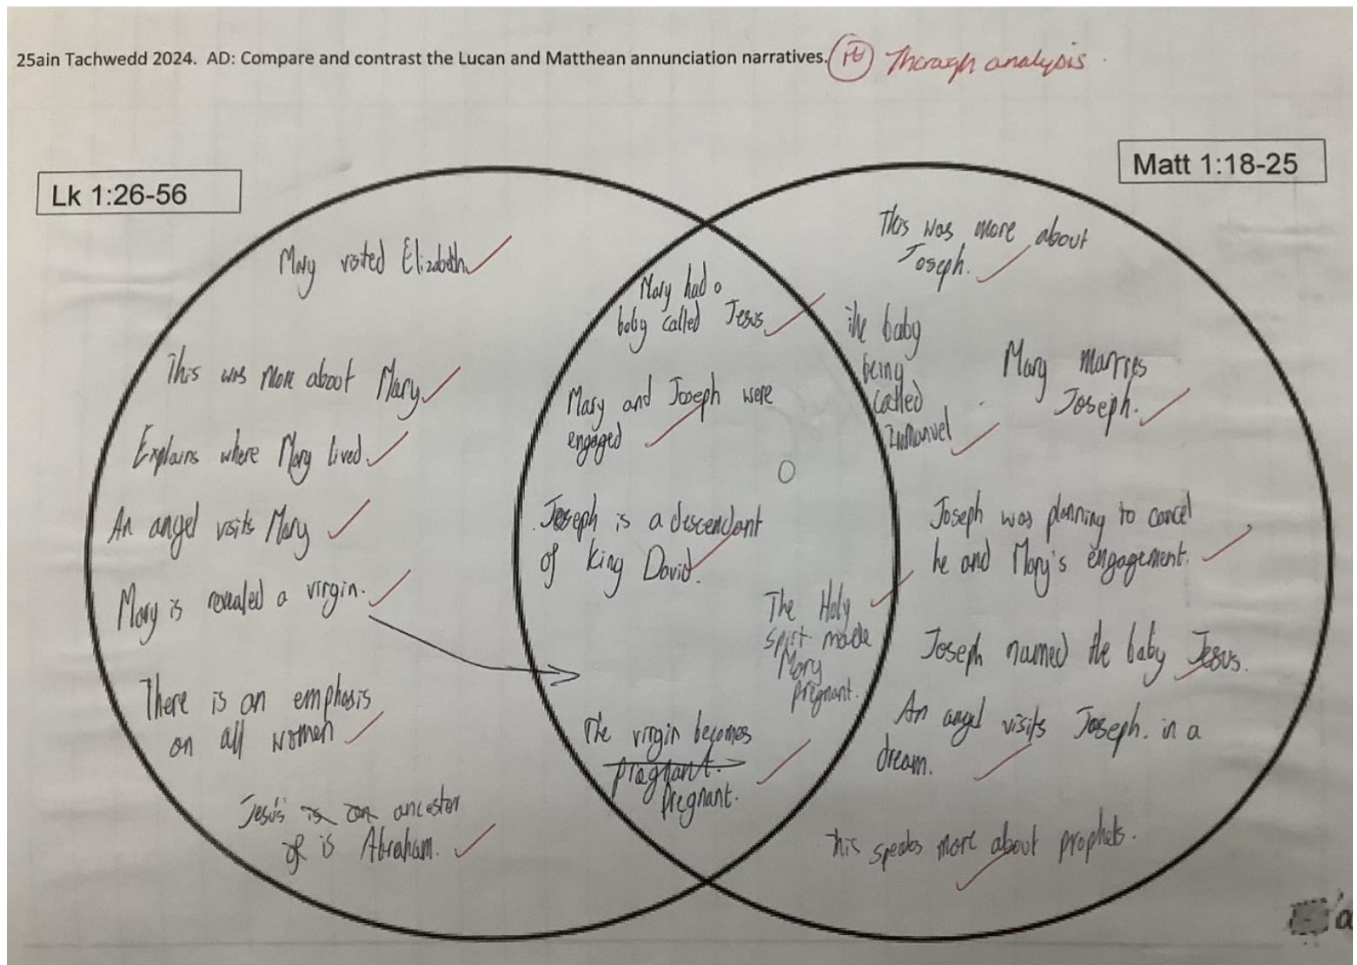 25ain Tachwedd 2024. AD: Compare and contrast the Lucan and Matthean annunciation narratives.
Thorough analysis.
Lk 1:26-56
Matt 1:18-25
Mary visited Elizabeth
This was more about Mary
Explains where Mary lived.
An angel visits Mary
Mary is revealed a virgin.
There is an emphasis
on all women
Jesus is an ancestor
of is Abraham.
Mary had a
baby called Jesus
Mary and Joseph were
engaged
Joseph is a descendant
of King David.
The Holy
Spirit made
Mary
pregnant.
The virgin becomes
pragnant.
Pregnant.
This was more about
Joseph.
The baby
being
called
Immanuel
Mary marries
Joseph.
Joseph was planning to cancel
he and Mary's engagement.
Joseph named the baby Jesus.
An angel visits Joseph. in a
dream.
This speaks more about prophets.